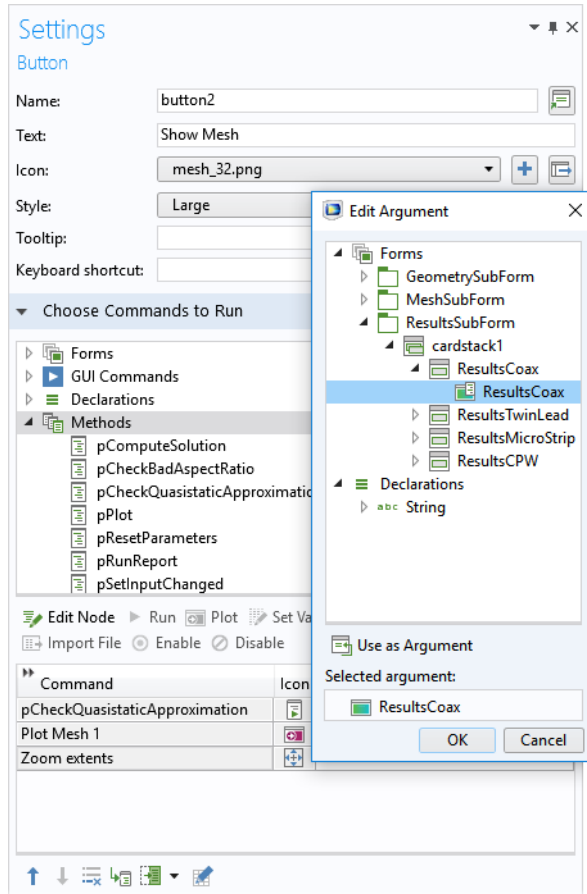 Settings
Button
Name: button2
Text: Show Mesh
Icon: mesh_32.png
Style: Large
Tooltip:
Keyboard shortcut:
Choose Commands to Run
Forms
GUI Commands
Declarations
Methods
pComputeSolution
pCheckBadAspectRatio
pCheckQuasistaticApproximatio
pPlot
pResetParameters
pRunReport
pSetInputChanged
Edit Node Run Plot Set Va
Import File Enable Disable
Command Icon
pCheckQuasistaticApproximation
Plot Mesh 1
Zoom extents
Edit Argument
Forms
GeometrySubForm
MeshSubForm
ResultsSubForm
cardstack1
ResultsCoax
ResultsCoax
ResultsTwinLead
ResultsMicroStrip
ResultsCPW
Declarations
abc String
Use as Argument
Selected argument:
ResultsCoax
OK Cancel